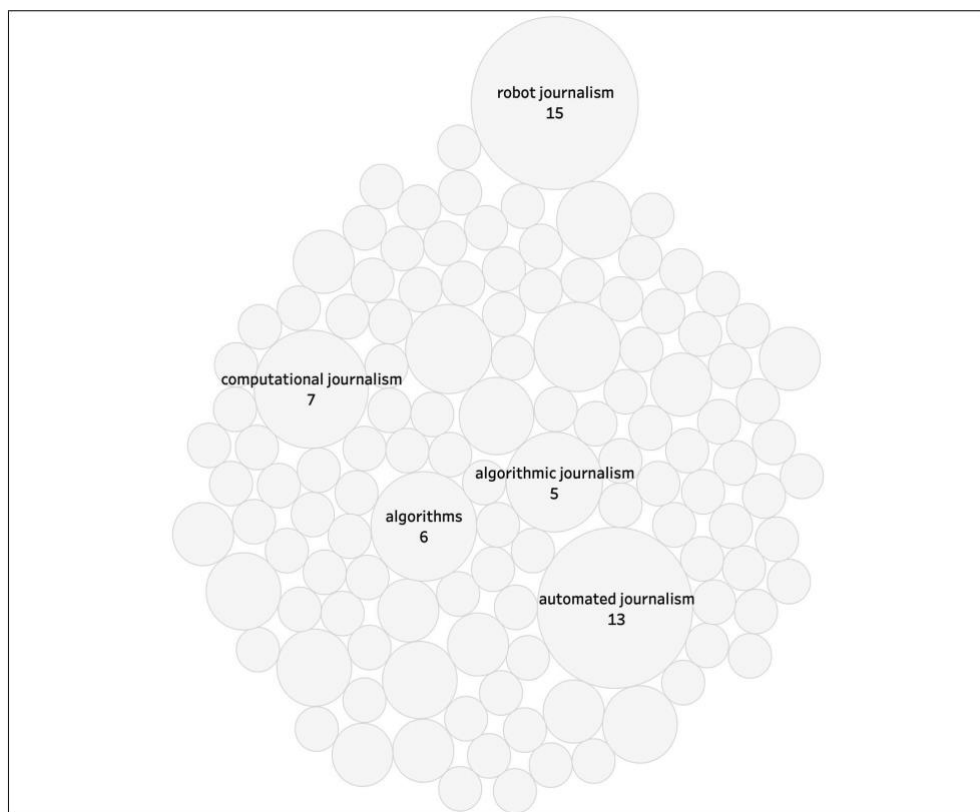 robot journalism
15
computational journalism
7
algorithmic journalism
5
algorithms
6
automated journalism
13